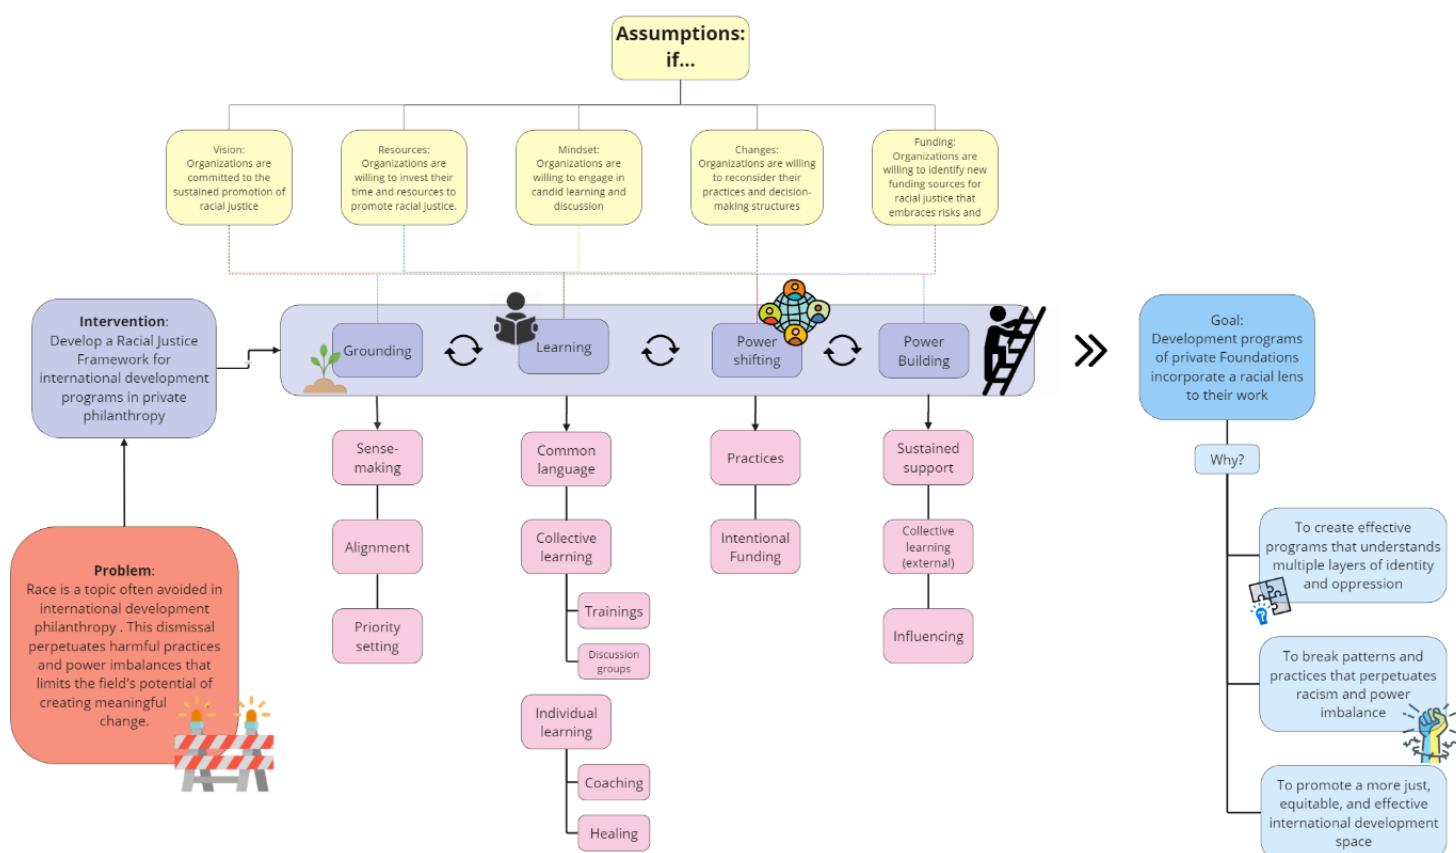 Assumptions:
if...
Vision:
Organizations are
committed to the
sustained promotion of
racial justice
Resources:
Organizations are
willing to invest their
time and resources to
promote racial justice.
Mindset:
Organizations are
willing to engage in
candid learning and
discussion
Changes:
Organizations are willing
to reconsider their
practices and decision-
making structures
Funding:
Organizations are
willing to identify new
funding sources for
racial justice that
embraces risks and
Intervention:
Develop a Racial Justice
Framework for
international development
programs in private
philanthropy
Problem:
Race is a topic often avoided in
international development
philanthropy . This dismissal
perpetuates harmful practices
and power imbalances that
limits the field's potential of
creating meaningful
change.
Grounding
Learning
Power
shifting
Power
Building
Sense-
making
Alignment
Priority
setting
Common
language
Collective
learning
Trainings
Discussion
groups
Individual
learning
Coaching
Healing
Practices
Intentional
Funding
Sustained
support
Collective
learning
(external)
Influencing
Goal:
Development programs
of private Foundations
incorporate a racial lens
to their work
Why?
To create effective
programs that understands
multiple layers of identity
and oppression
To break patterns and
practices that perpetuates
racism and power
imbalance
To promote a more just,
equitable, and effective
international development
space